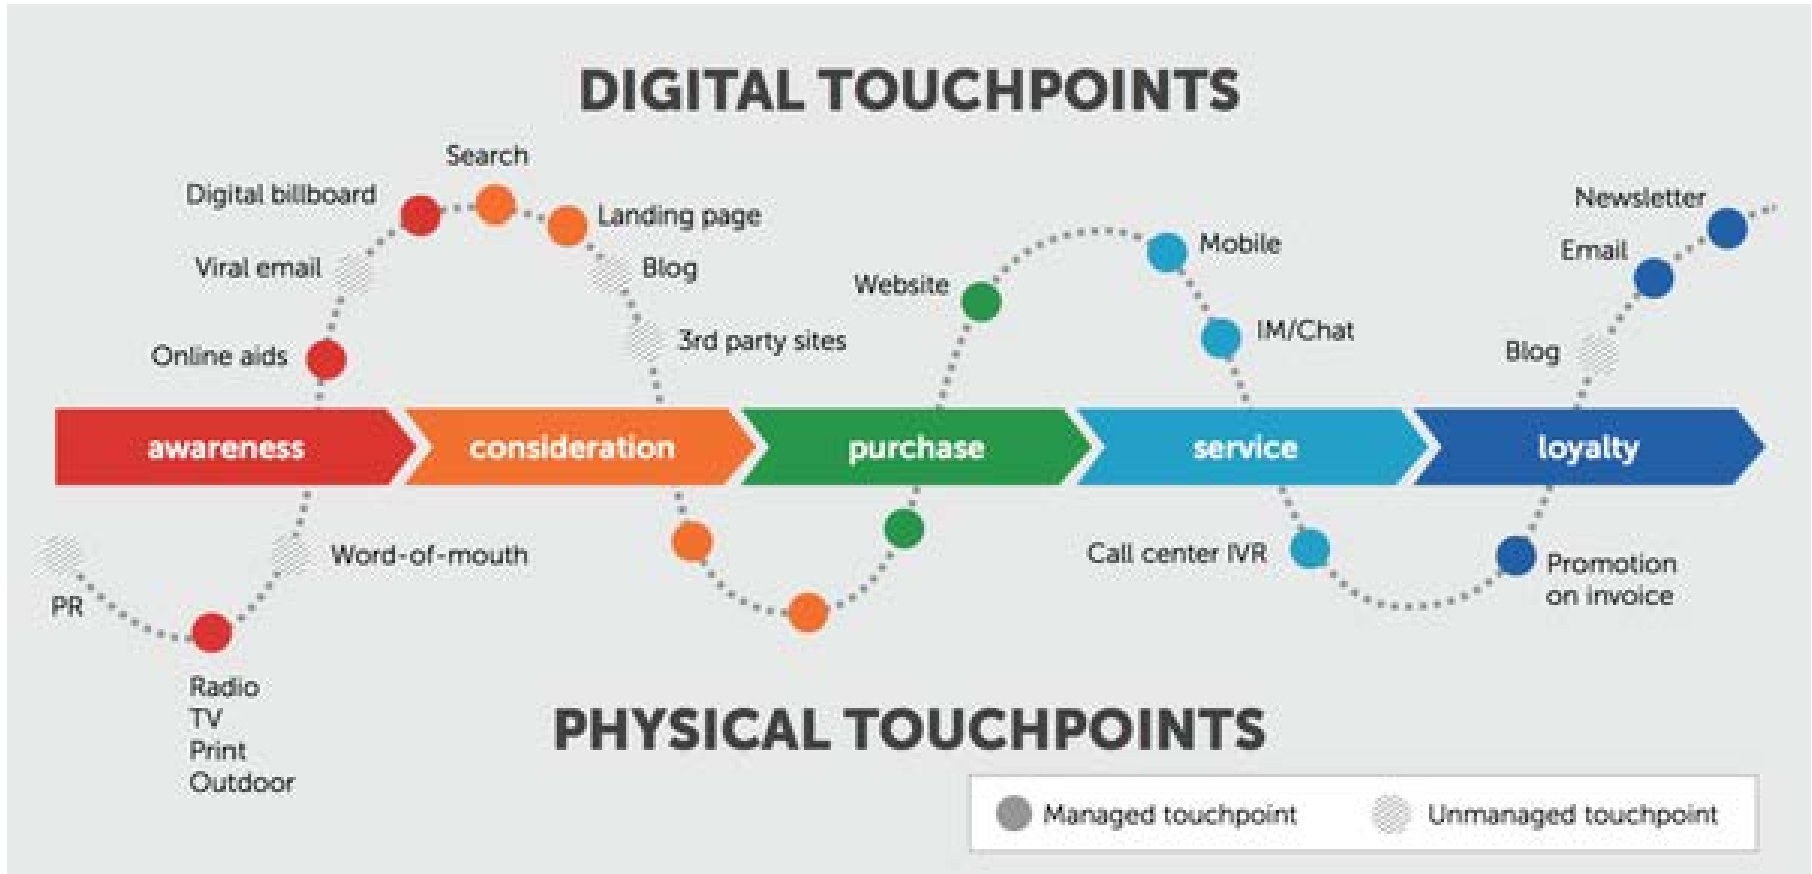 DIGITAL TOUCHPOINTS
Search
Digital billboard
Landing page
Newsletter
Viral email
Blog
Mobile
Email
Website
Online aids
3rd party sites
IM/Chat
Blog
awareness
consideration
purchase
service
loyalty
PR
Word-of-mouth
Call center IVR
Promotion
on invoice
Radio
TV
Print
Outdoor
PHYSICAL TOUCHPOINTS
Managed touchpoint
Unmanaged touchpoint